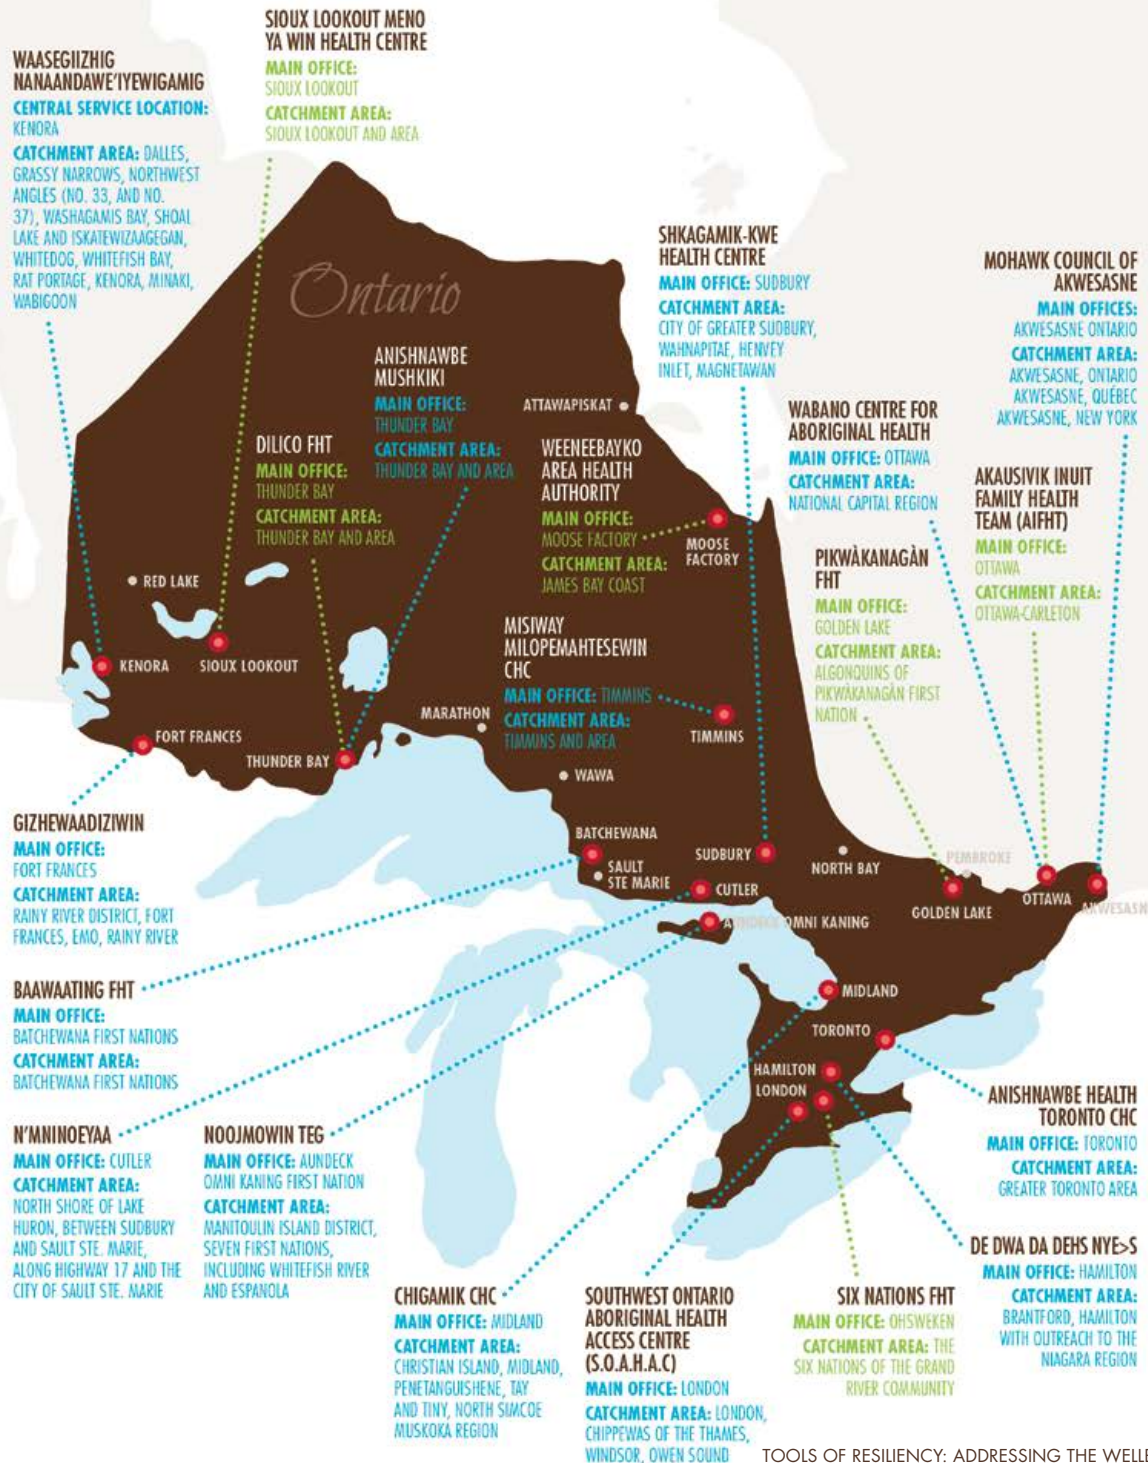 SIOUX LOOKOUT MENO
YA WIN HEALTH CENTRE
MAIN OFFICE:
SIOUX LOOKOUT
CATCHMENT AREA:
SIOUX LOOKOUT AND AREA
WAASEGIIZHIG
NANAANDAWE'IYEWIGAMIG
CENTRAL SERVICE LOCATION:
KENORA
CATCHMENT AREA: DALLES,
GRASSY NARROWS, NORTHWEST
ANGLES (NO. 33, AND NO.
37), WASHAGAMIS BAY, SHOAL
LAKE AND ISKATEWIZAAGEGAN,
WHITEDOG, WHITEFISH BAY,
RAT PORTAGE, KENORA, MINAKI,
WABIGOON
Ontario
SHKAGAMIK-KWE
HEALTH CENTRE
MAIN OFFICE: SUDBURY
CATCHMENT AREA:
CITY OF GREATER SUDBURY,
WAHNAPITAE, HENVEY
INLET, MAGNETAWAN
MOHAWK COUNCIL OF
AKWESASNE
MAIN OFFICES:
AKWESASNE ONTARIO
CATCHMENT AREA:
AKWESASNE, ONTARIO
AKWESASNE, QUÉBEC
AKWESASNE, NEW YORK
ANISHNAWBE
MUSHKIKI
MAIN OFFICE:
THUNDER BAY
CATCHMENT AREA:
THUNDER BAY AND AREA
ATTAWAPISKAT
WABANO CENTRE FOR
ABORIGINAL HEALTH
MAIN OFFICE: OTTAWA
CATCHMENT AREA:
NATIONAL CAPITAL REGION
DILICO FHT
MAIN OFFICE:
THUNDER BAY
CATCHMENT AREA:
THUNDER BAY AND AREA
WEENEEBAYKO
AREA HEALTH
AUTHORITY
MAIN OFFICE:
MOOSE FACTORY
CATCHMENT AREA:
JAMES BAY COAST
MOOSE
FACTORY
AKAUSIVIK INUIT
FAMILY HEALTH
TEAM (AIFHT)
MAIN OFFICE:
OTTAWA
CATCHMENT AREA:
OTTAWA-CARLETON
PIKWÀKANAGÀN
FHT
MAIN OFFICE:
GOLDEN LAKE
CATCHMENT AREA:
ALGONQUINS OF
PIKWÀKANAGÀN FIRST
NATION
RED LAKE
KENORA
SIOUX LOOKOUT
MISIWAY
MILOPEMAHTESEWIN
CHC
MAIN OFFICE: TIMMINS
CATCHMENT AREA:
TIMMINS AND AREA
TIMMINS
MARATHON
FORT FRANCES
THUNDER BAY
WAWA
GIZHEWAADIZIWIN
MAIN OFFICE:
FORT FRANCES
CATCHMENT AREA:
RAINY RIVER DISTRICT, FORT
FRANCES, EMO, RAINY RIVER
BATCHEWANA
SAULT
STE MARIE
SUDBURY
CUTLER
NORTH BAY
PEMBROKE
GOLDEN LAKE
OTTAWA
AKWESASN
AUNDECK OMNI KANING
BAAWAATING FHT
MAIN OFFICE:
BATCHEWANA FIRST NATIONS
CATCHMENT AREA:
BATCHEWANA FIRST NATIONS
MIDLAND
TORONTO
HAMILTON
LONDON
ANISHNAWBE HEALTH
TORONTO CHC
MAIN OFFICE: TORONTO
CATCHMENT AREA:
GREATER TORONTO AREA
N'MNINOEYAA
MAIN OFFICE: CUTLER
CATCHMENT AREA:
NORTH SHORE OF LAKE
HURON, BETWEEN SUDBURY
AND SAULT STE. MARIE,
ALONG HIGHWAY 17 AND THE
CITY OF SAULT STE. MARIE
NOOJMOWIN TEG
MAIN OFFICE: AUNDECK
OMNI KANING FIRST NATION
CATCHMENT AREA:
MANITOULIN ISLAND DISTRICT,
SEVEN FIRST NATIONS,
INCLUDING WHITEFISH RIVER
AND ESPANOLA
DE DWA DA DEHS NYE>S
MAIN OFFICE: HAMILTON
CATCHMENT AREA:
BRANTFORD, HAMILTON
WITH OUTREACH TO THE
NIAGARA REGION
CHIGAMIK CHC
MAIN OFFICE: MIDLAND
CATCHMENT AREA:
CHRISTIAN ISLAND, MIDLAND,
PENETANGUISHENE, TAY
AND TINY, NORTH SIMCOE
MUSKOKA REGION
SOUTHWEST ONTARIO
ABORIGINAL HEALTH
ACCESS CENTRE
(S.O.A.H.A.C)
MAIN OFFICE: LONDON
CATCHMENT AREA: LONDON,
CHIPPEWAS OF THE THAMES,
WINDSOR, OWEN SOUND
SIX NATIONS FHT
MAIN OFFICE: OHSWEKEN
CATCHMENT AREA: THE
SIX NATIONS OF THE GRAND
RIVER COMMUNITY
TOOLS OF RESILIENCY: ADDRESSING THE WELLE